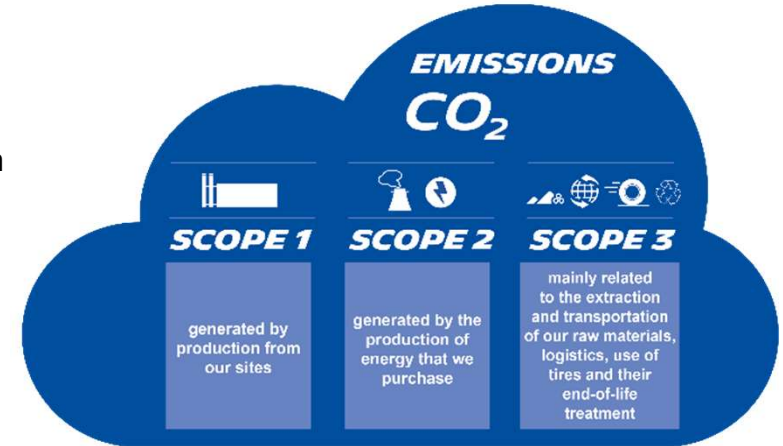 EMISSIONS
CO₂
SCOPE 1
SCOPE 2
SCOPE 3
generated by
production from
our sites
generated by the
production of
energy that we
purchase
mainly related
to the extraction
and transportation
of our raw materials,
logistics, use of
tires and their
end-of-life
treatment